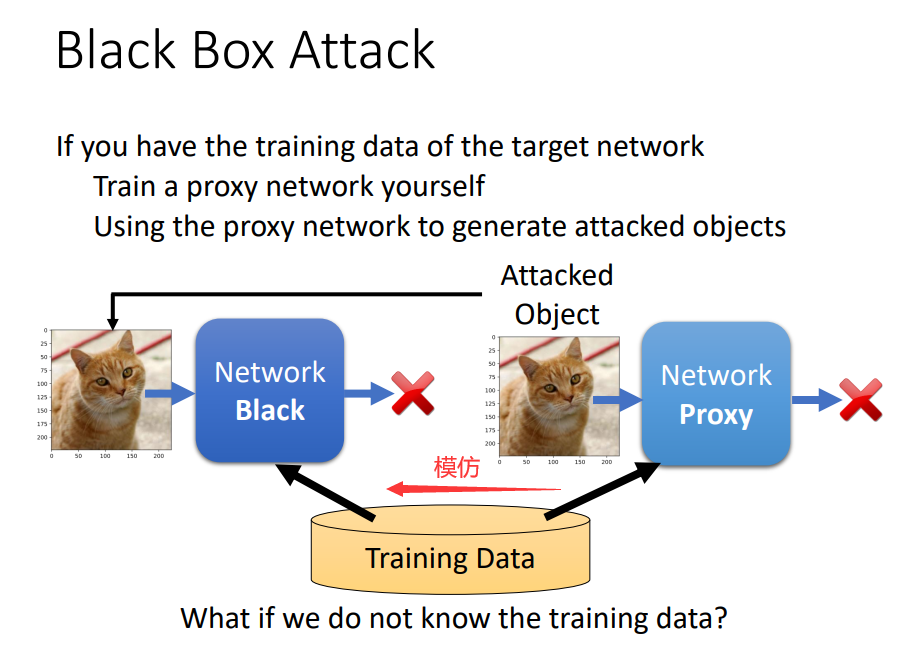 Black Box Attack
If you have the training data of the target network
Train a proxy network yourself
Using the proxy network to generate attacked objects
Attacked
Object
0
25
50
75
100
125
150
175
200
0 50 100 150 200
Network
Black
0
25
50
75
100
125
150
175
200
0 50 100 150 200
Network
Proxy
模仿
Training Data
What if we do not know the training data?